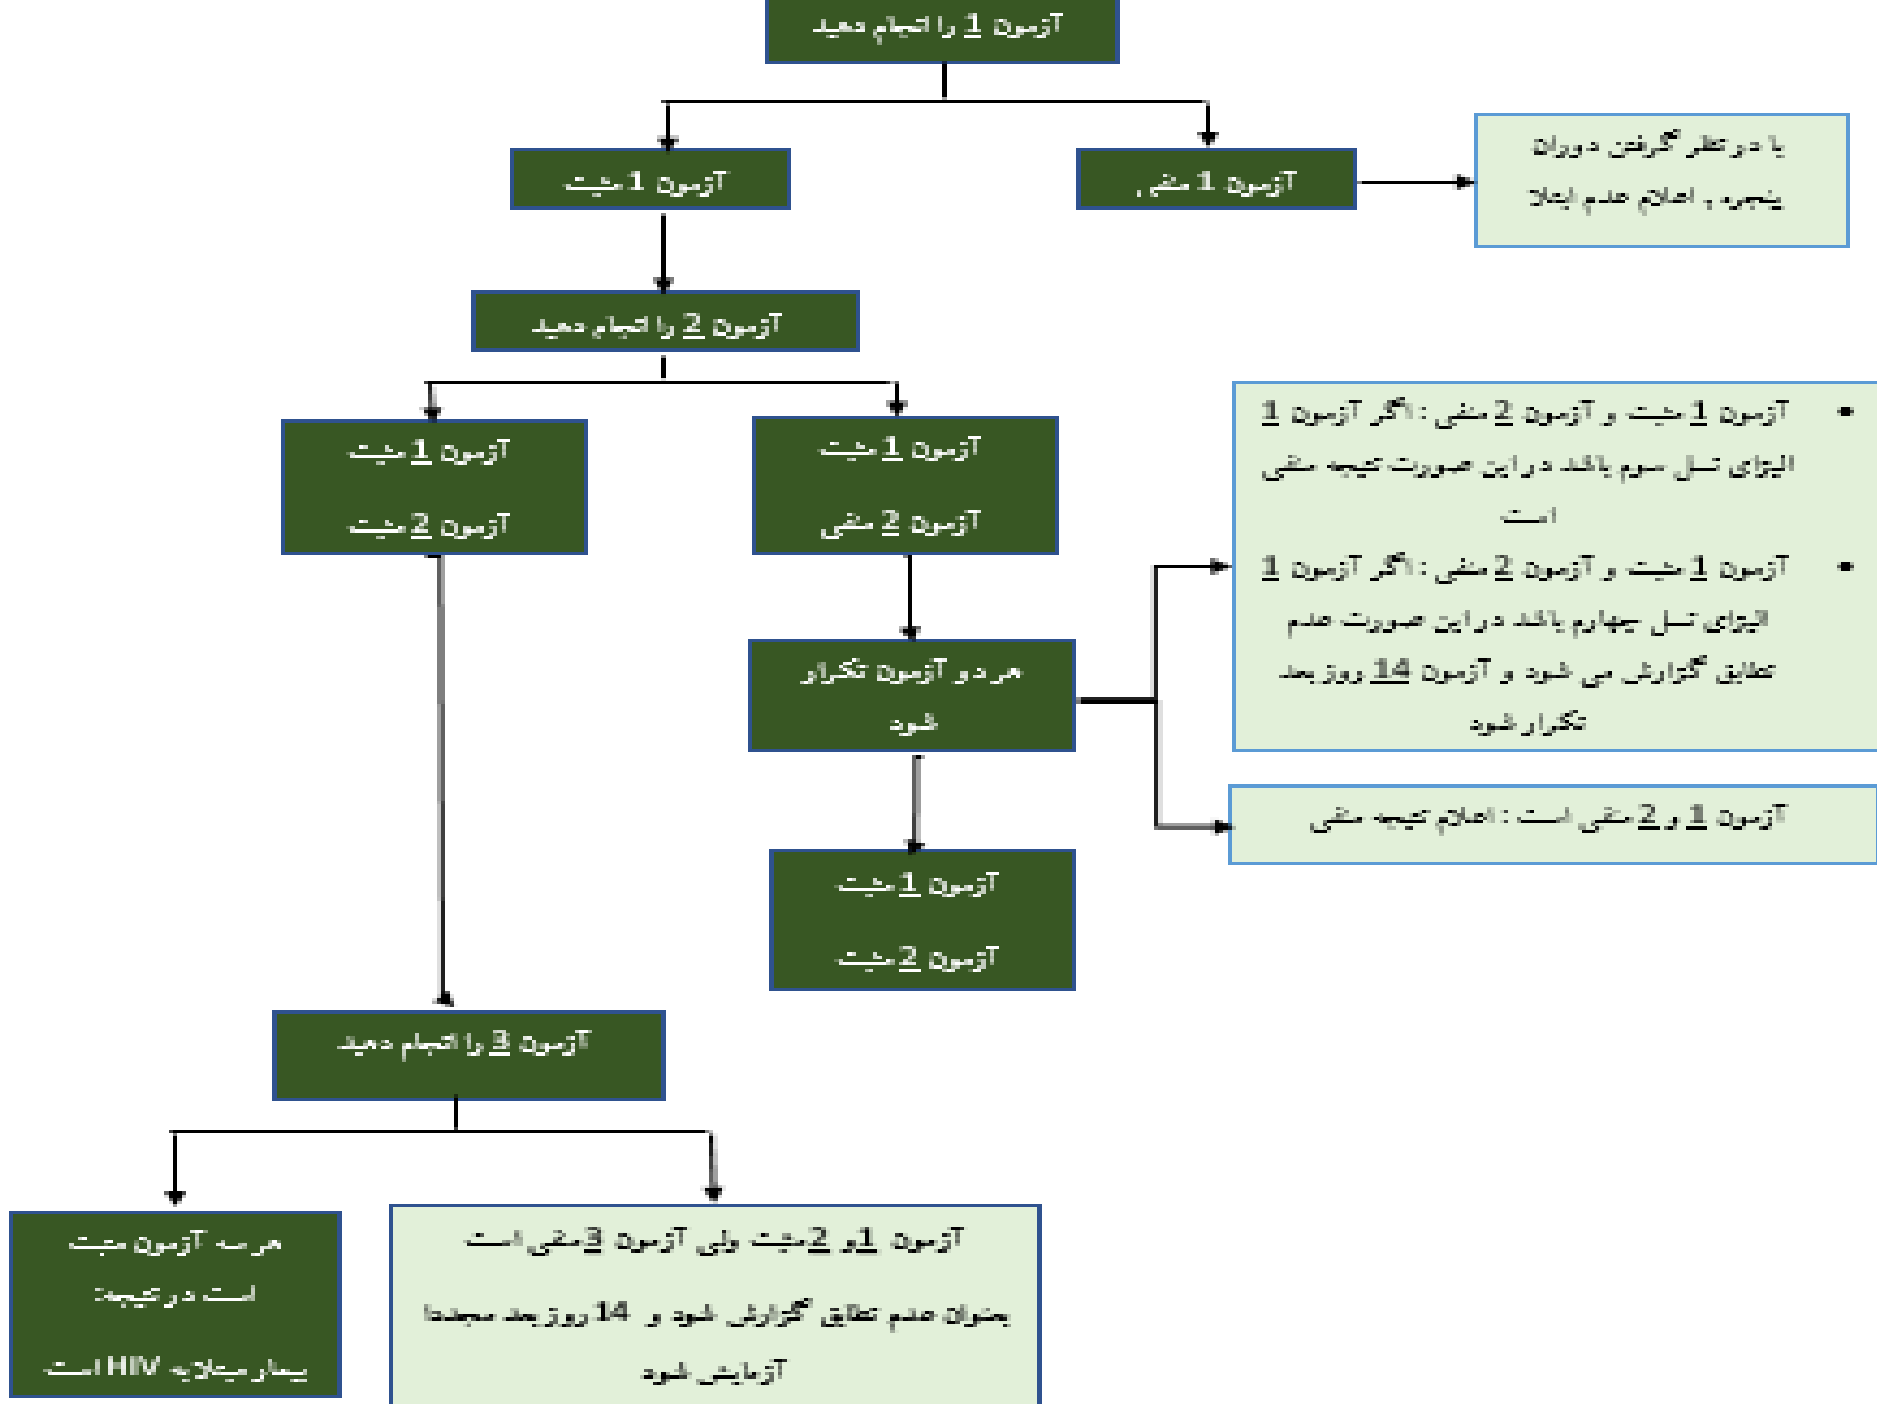 آزمون 1 را انجام دهید
آزمون 1 مثبت
آزمون 1 منفی
با در نظر گرفتن دوران
پنجره ، اعلام عدم ابتلا
آزمون 2 را انجام دهید
آزمون 1 مثبت
آزمون 2 مثبت
آزمون 1 مثبت
آزمون 2 منفی
• آزمون 1 مثبت و آزمون 2 منفی : اگر آزمون 1
الیزای نسل سوم باشد در این صورت نتیجه منفی
است
• آزمون 1 مثبت و آزمون 2 منفی : اگر آزمون 1
الیزای نسل چهارم باشد در این صورت عدم
تطابق گزارش می شود و آزمون 14 روز بعد
تکرار شود
هر دو آزمون تکرار
شود
آزمون 1 و 2 منفی است : اعلام نتیجه منفی
آزمون 1 مثبت
آزمون 2 مثبت
آزمون 3 را انجام دهید
هر سه آزمون مثبت
است در نتیجه:
بیمار مبتلا به HIV است
آزمون 1و 2 مثبت ولی آزمون 3 منفی است
بعنوان عدم تطابق گزارش شود و 14 روز بعد مجددا
آزمایش شود